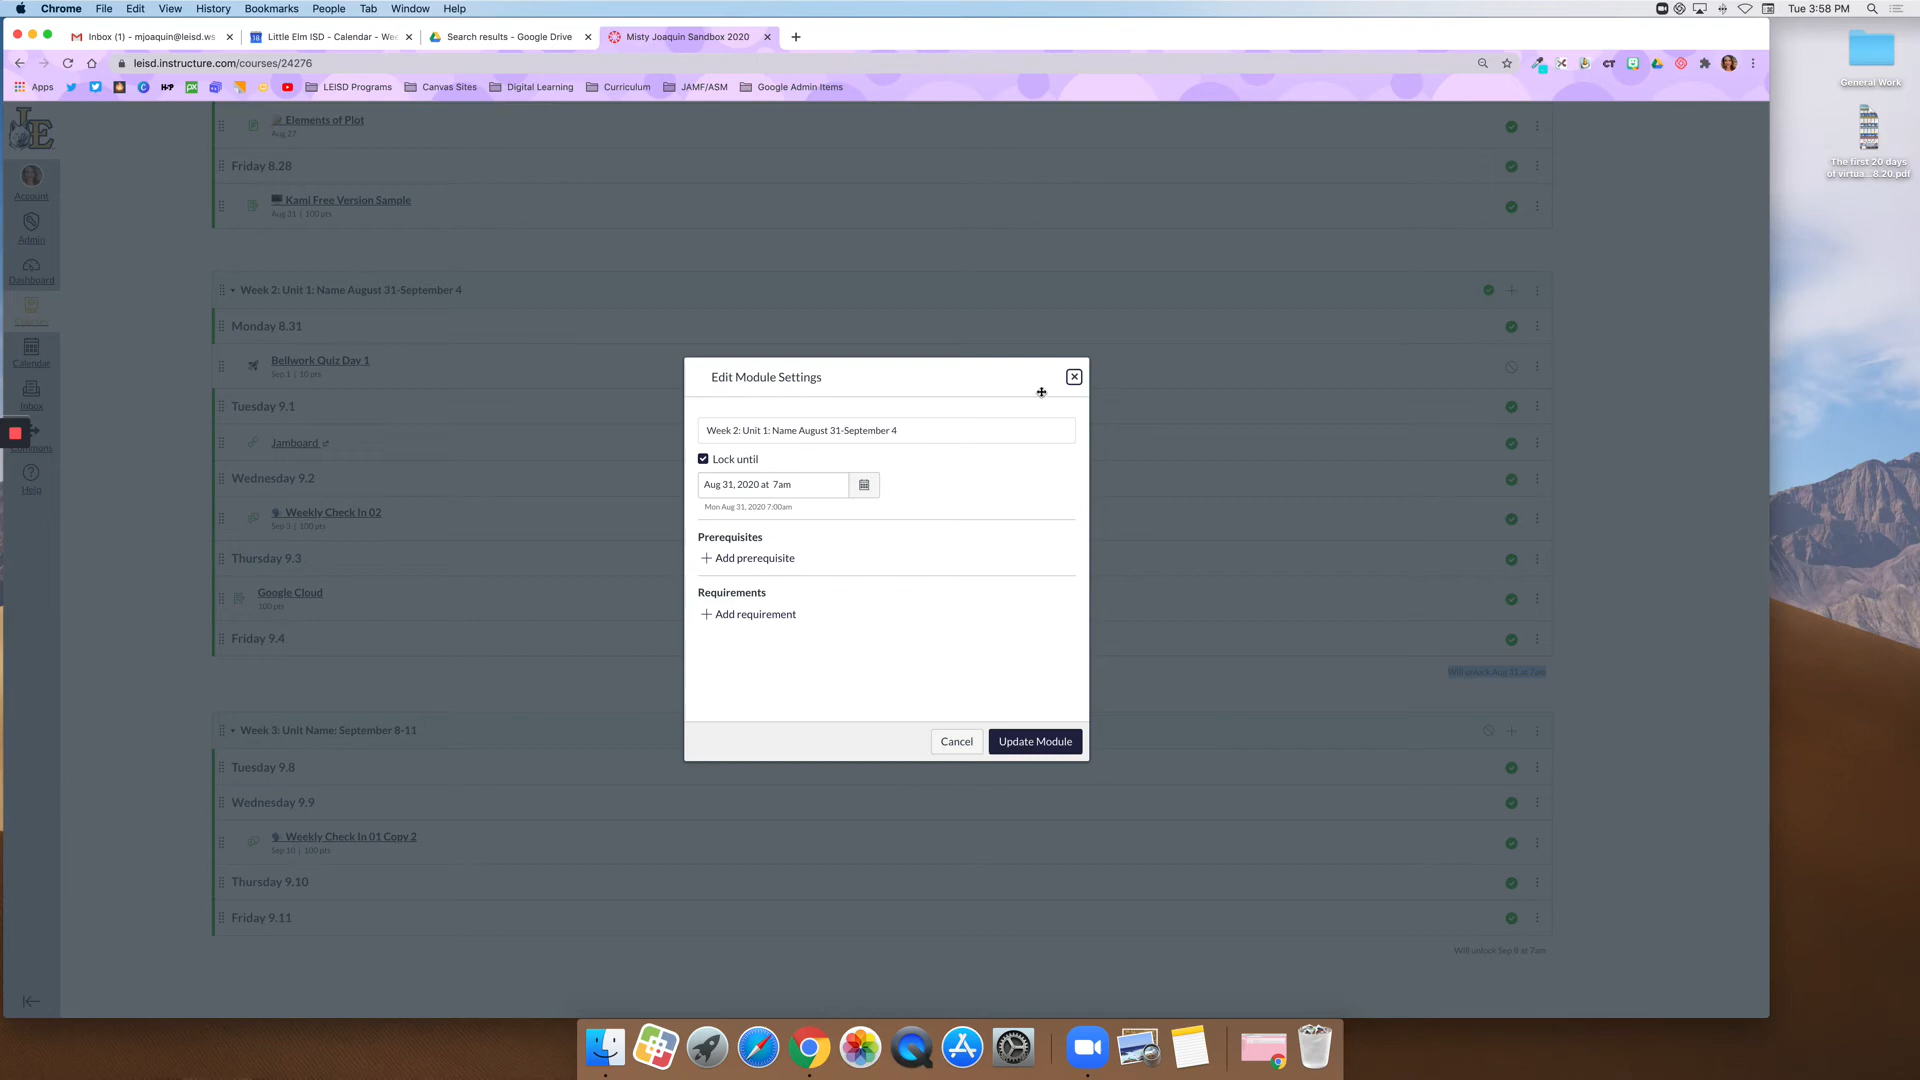 Chrome File Edit View History Bookmarks People Tab Window Help
Tue 3:58 PM
Inbox (1) - mjoaquin@leisd.ws
Little Elm ISD - Calendar - Wee
Search results - Google Drive
Misty Joaquin Sandbox 2020
leisd.instructure.com/courses/24276
Apps
LEISD Programs
Canvas Sites
Digital Learning
Curriculum
JAMF/ASM
Google Admin Items
General Work
The first 20 days
of virtua...8.20.pdf
Account
Admin
Dashboard
Courses
Calendar
Inbox
Commons
Help
Elements of Plot
Aug 27
Friday 8.28
Kami Free Version Sample
Aug 31 | 100 pts
Week 2: Unit 1: Name August 31-September 4
Monday 8.31
Bellwork Quiz Day 1
Sep 1 | 10 pts
Tuesday 9.1
Jamboard
Wednesday 9.2
Weekly Check In 02
Sep 3 | 100 pts
Thursday 9.3
Google Cloud
100 pts
Friday 9.4
Will unlock Aug 31 at 7am
Week 3: Unit Name: September 8-11
Tuesday 9.8
Wednesday 9.9
Weekly Check In 01 Copy 2
Sep 10 | 100 pts
Thursday 9.10
Friday 9.11
Will unlock Sep 8 at 7am
Edit Module Settings
Week 2: Unit 1: Name August 31-September 4
Lock until
Aug 31, 2020 at 7am
Mon Aug 31, 2020 7:00am
Prerequisites
Add prerequisite
Requirements
Add requirement
Cancel
Update Module